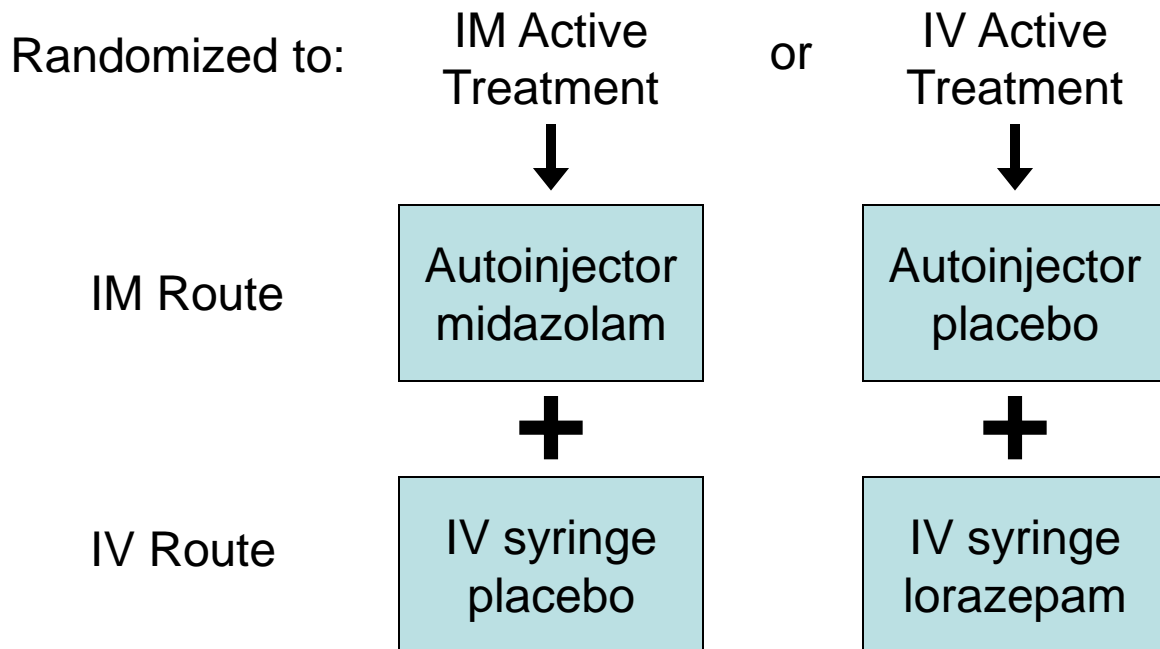 Randomized to:
IM Active
Treatment
or
IV Active
Treatment
IM Route
Autoinjector
midazolam
Autoinjector
placebo
+
+
IV Route
IV syringe
placebo
IV syringe
lorazepam